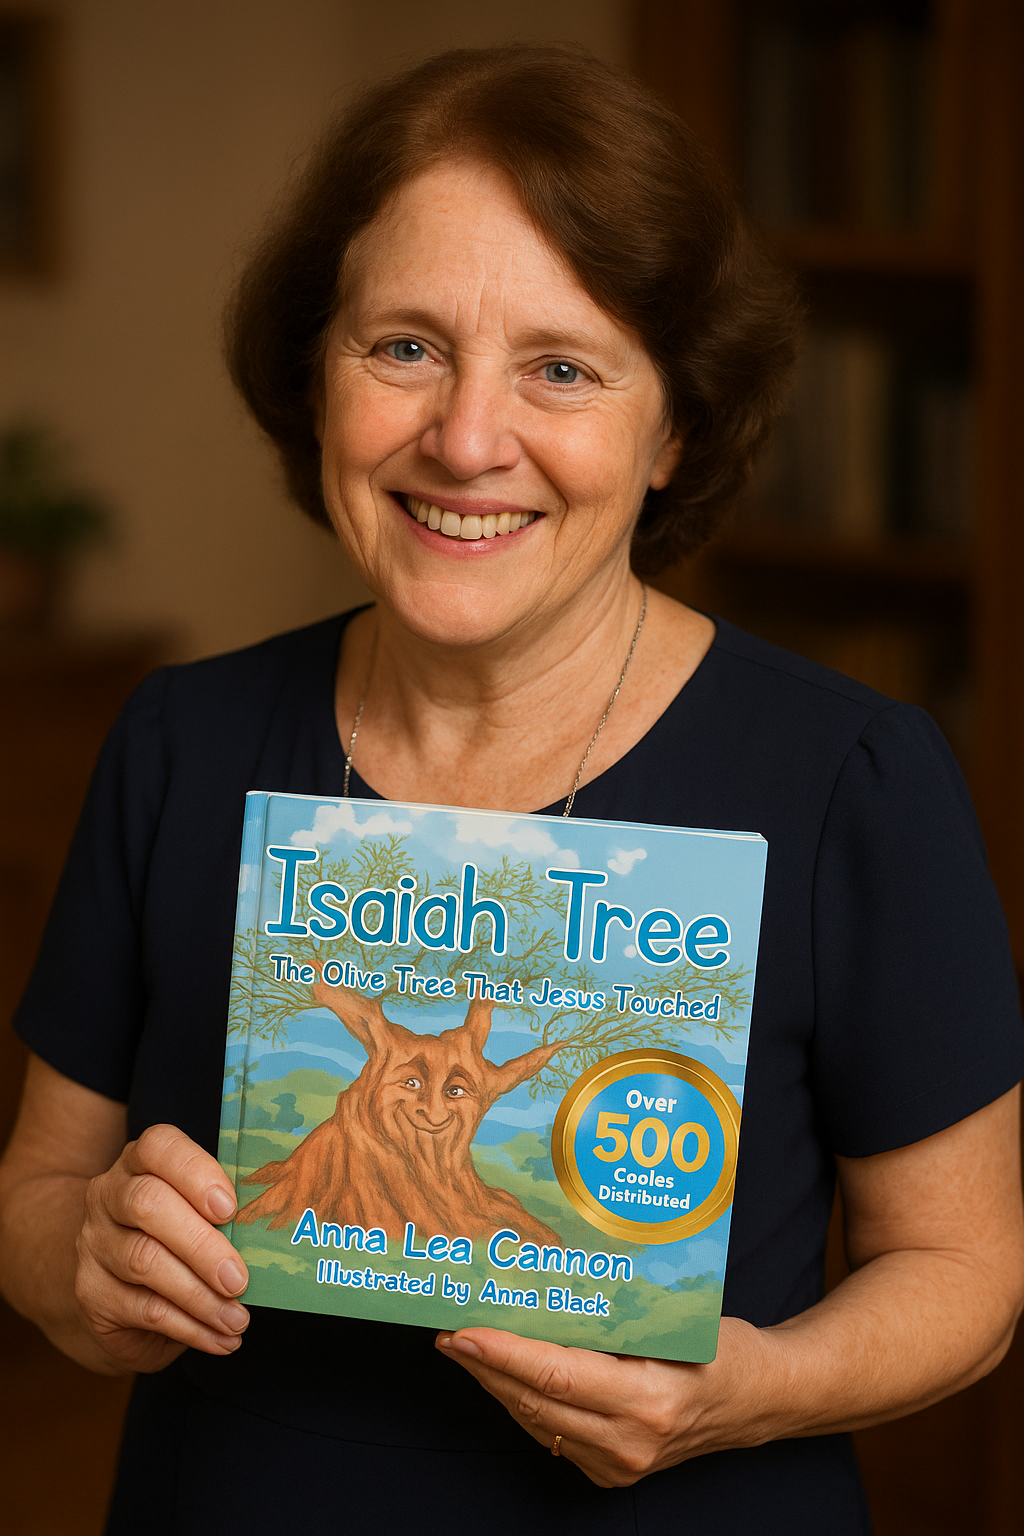 Isaiah Tree
The Olive Tree That Jesus Touched
Over
500
Cooles
Distributed
Anna Lea Cannon
Illustrated by Anna Black